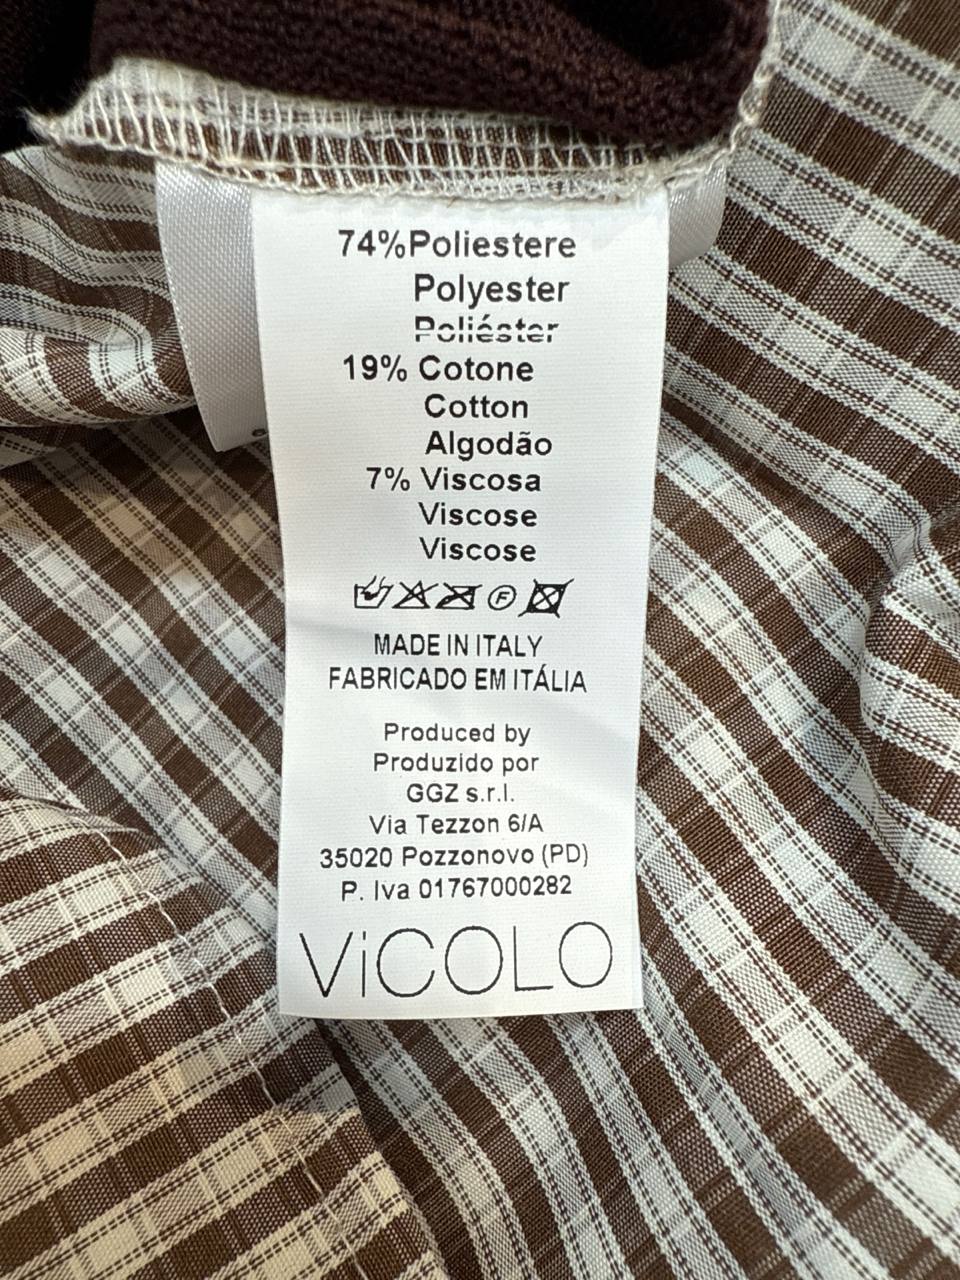 74%Poliestere
Polyester
Poliéster
19% Cotone
Cotton
Algodão
7% Viscosa
Viscose
Viscose
F
MADE IN ITALY
FABRICADO EM ITÁLIA
Produced by
Produzido por
GGZ s.r.l.
Via Tezzon 6/A
35020 Pozzonovo (PD)
P. Iva 01767000282
ViCOLO